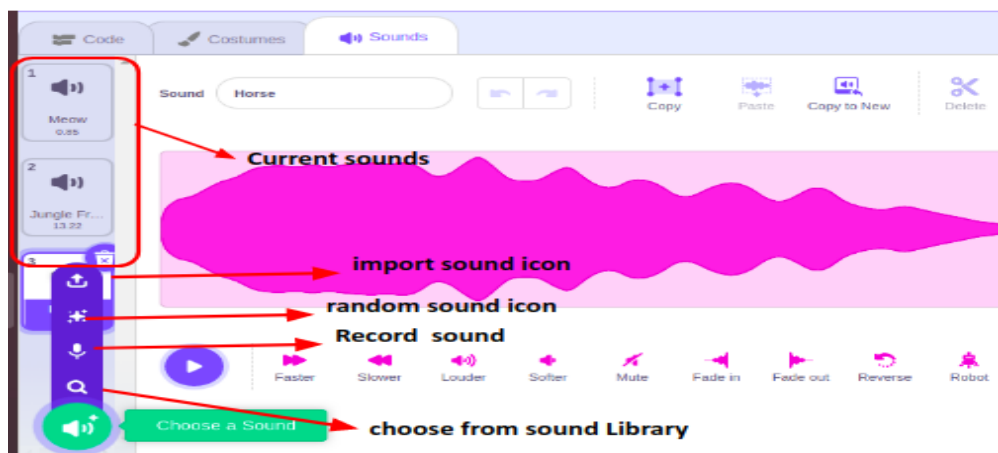 Code Costumes Sounds
1
Meow
0.85
Sound Horse
Copy Paste Copy to New Delete
Current sounds
2
Jungle Fr...
13.22
3
import sound icon
random sound icon
Record sound
Faster Slower Louder Softer Mute Fade in Fade out Reverse Robot
Choose a Sound
choose from sound Library